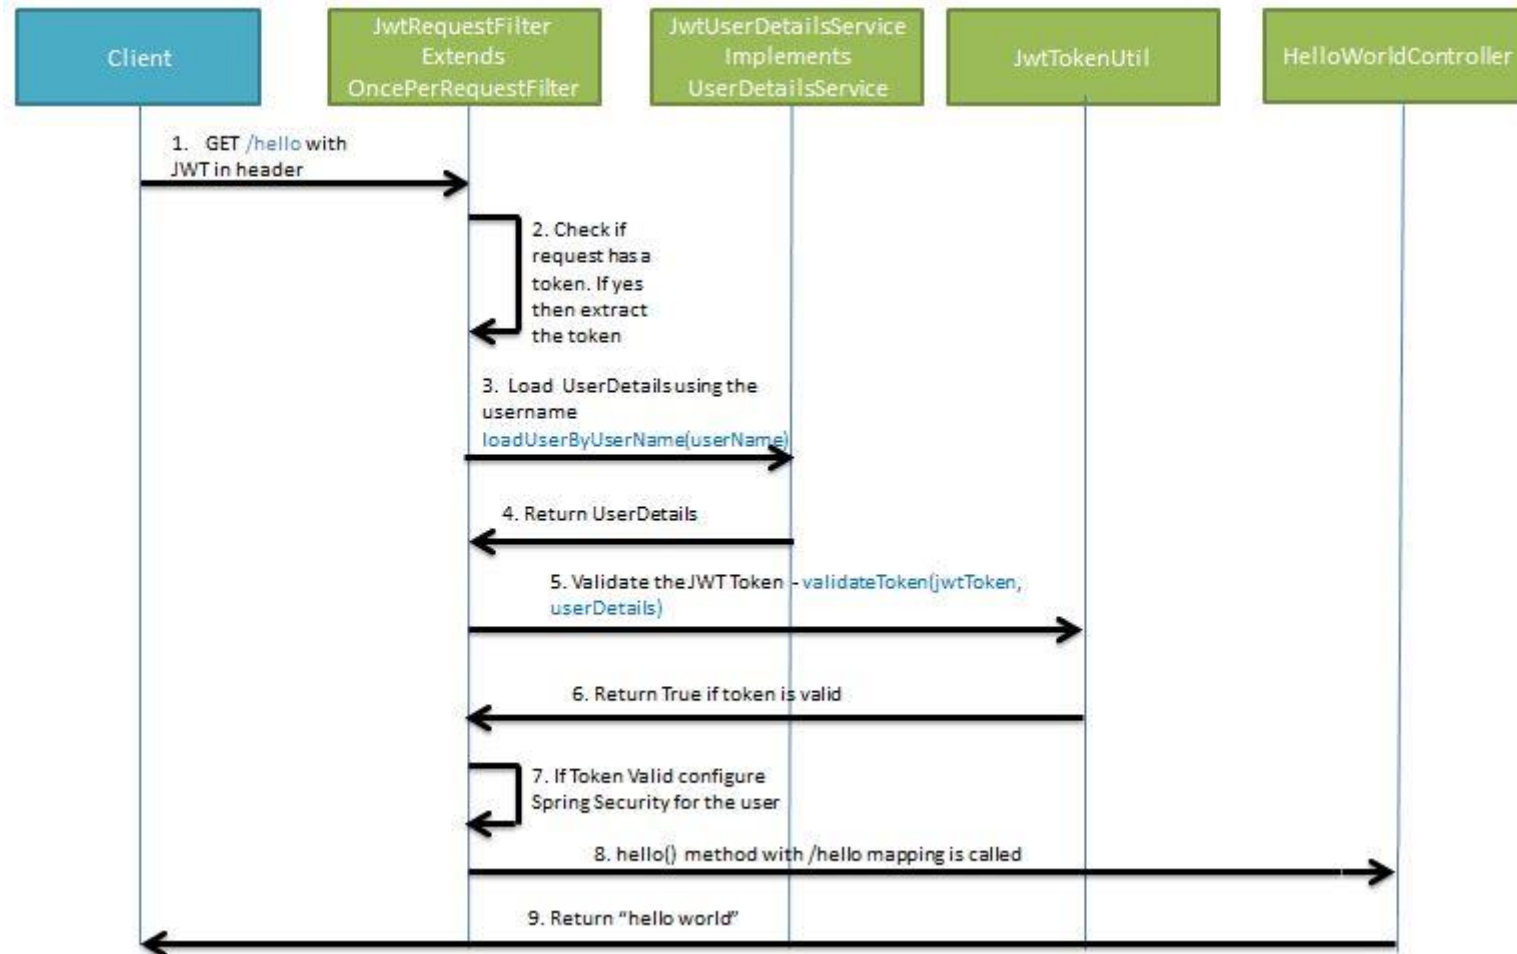 Client
JwtRequestFilter
Extends
OncePerRequestFilter
JwtUserDetailsService
Implements
UserDetailsService
JwtTokenUtil
HelloWorldController
1. GET /hello with
JWT in header
2. Check if
request has a
token. If yes
then extract
the token
3. Load UserDetails using the
username
loadUserByUserName(userName)
4. Return UserDetails
5. Validate the JWT Token - validateToken(jwtToken,
userDetails)
6. Return True if token is valid
7. If Token Valid configure
Spring Security for the user
8. hello() method with /hello mapping is called
9. Return “hello world”